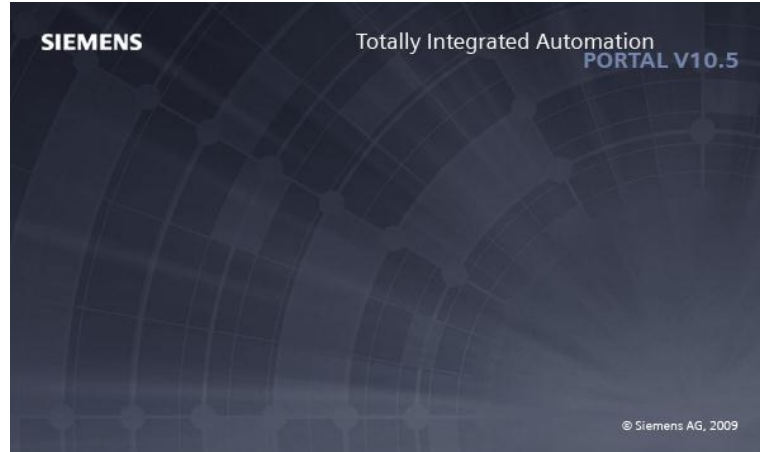 SIEMENS
Totally Integrated Automation
PORTAL V10.5
© Siemens AG, 2009